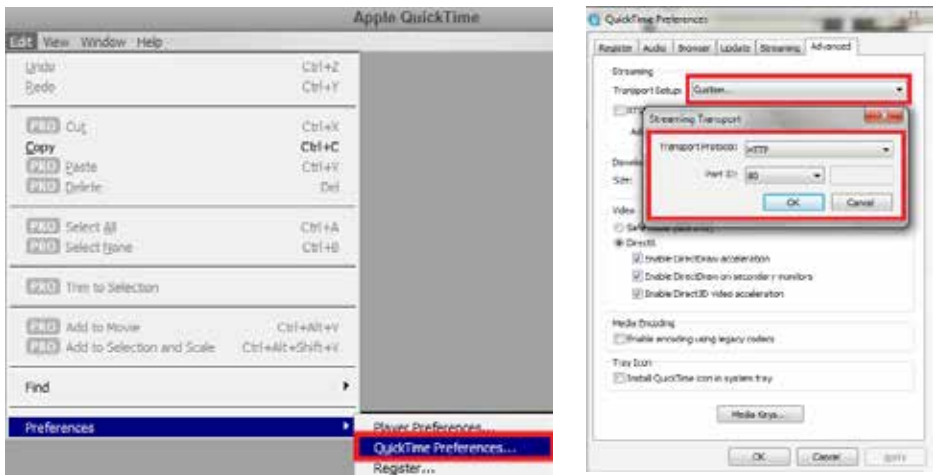 Apple QuickTime
Edit View Window Help
Undo Ctrl+Z
Redo Ctrl+Y
PRO Cut Ctrl+X
Copy Ctrl+C
PRO Paste Ctrl+V
PRO Delete Del
PRO Select All Ctrl+A
PRO Select None Ctrl+B
PRO Trim to Selection
PRO Add to Movie Ctrl+Alt+V
PRO Add to Selection and Scale Ctrl+Alt+Shift+V
Find
Preferences
Player Preferences...
QuickTime Preferences...
Register...
QuickTime Preferences
Register Audio Browser Update Streaming Advanced
Streaming
Transport Setup: Custom...
Streaming Transport
Transport Protocol: HTTP
Port ID: 80
OK Cancel
Size:
Video
DirectX
Enable DirectDraw acceleration
Enable DirectDraw on secondary monitors
Enable Direct3D video acceleration
Media Encoding
Enable encoding using legacy codecs
Tray Icon
Install QuickTime icon in system tray
Media Keys...
OK Cancel Apply